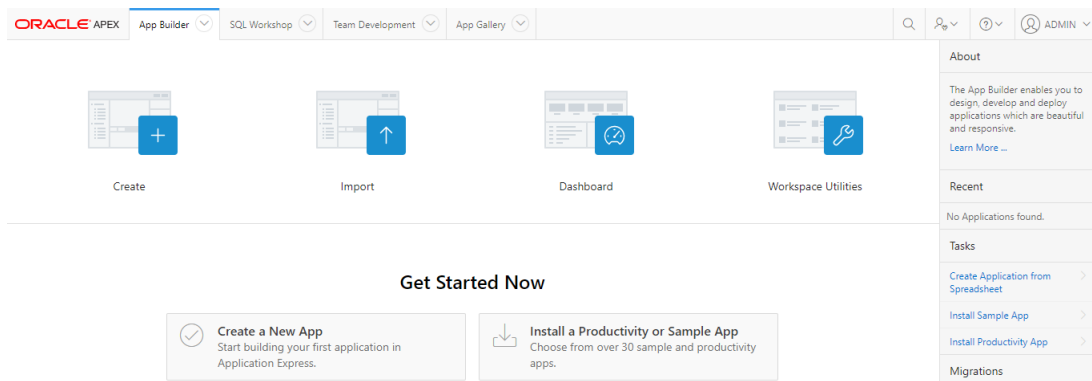 ORACLE APEX
App Builder
SQL Workshop
Team Development
App Gallery
ADMIN
Create
Import
Dashboard
Workspace Utilities
Get Started Now
Create a New App
Start building your first application in
Application Express.
Install a Productivity or Sample App
Choose from over 30 sample and productivity
apps.
About
The App Builder enables you to
design, develop and deploy
applications which are beautiful
and responsive.
Learn More ...
Recent
No Applications found.
Tasks
Create Application from
Spreadsheet
Install Sample App
Install Productivity App
Migrations